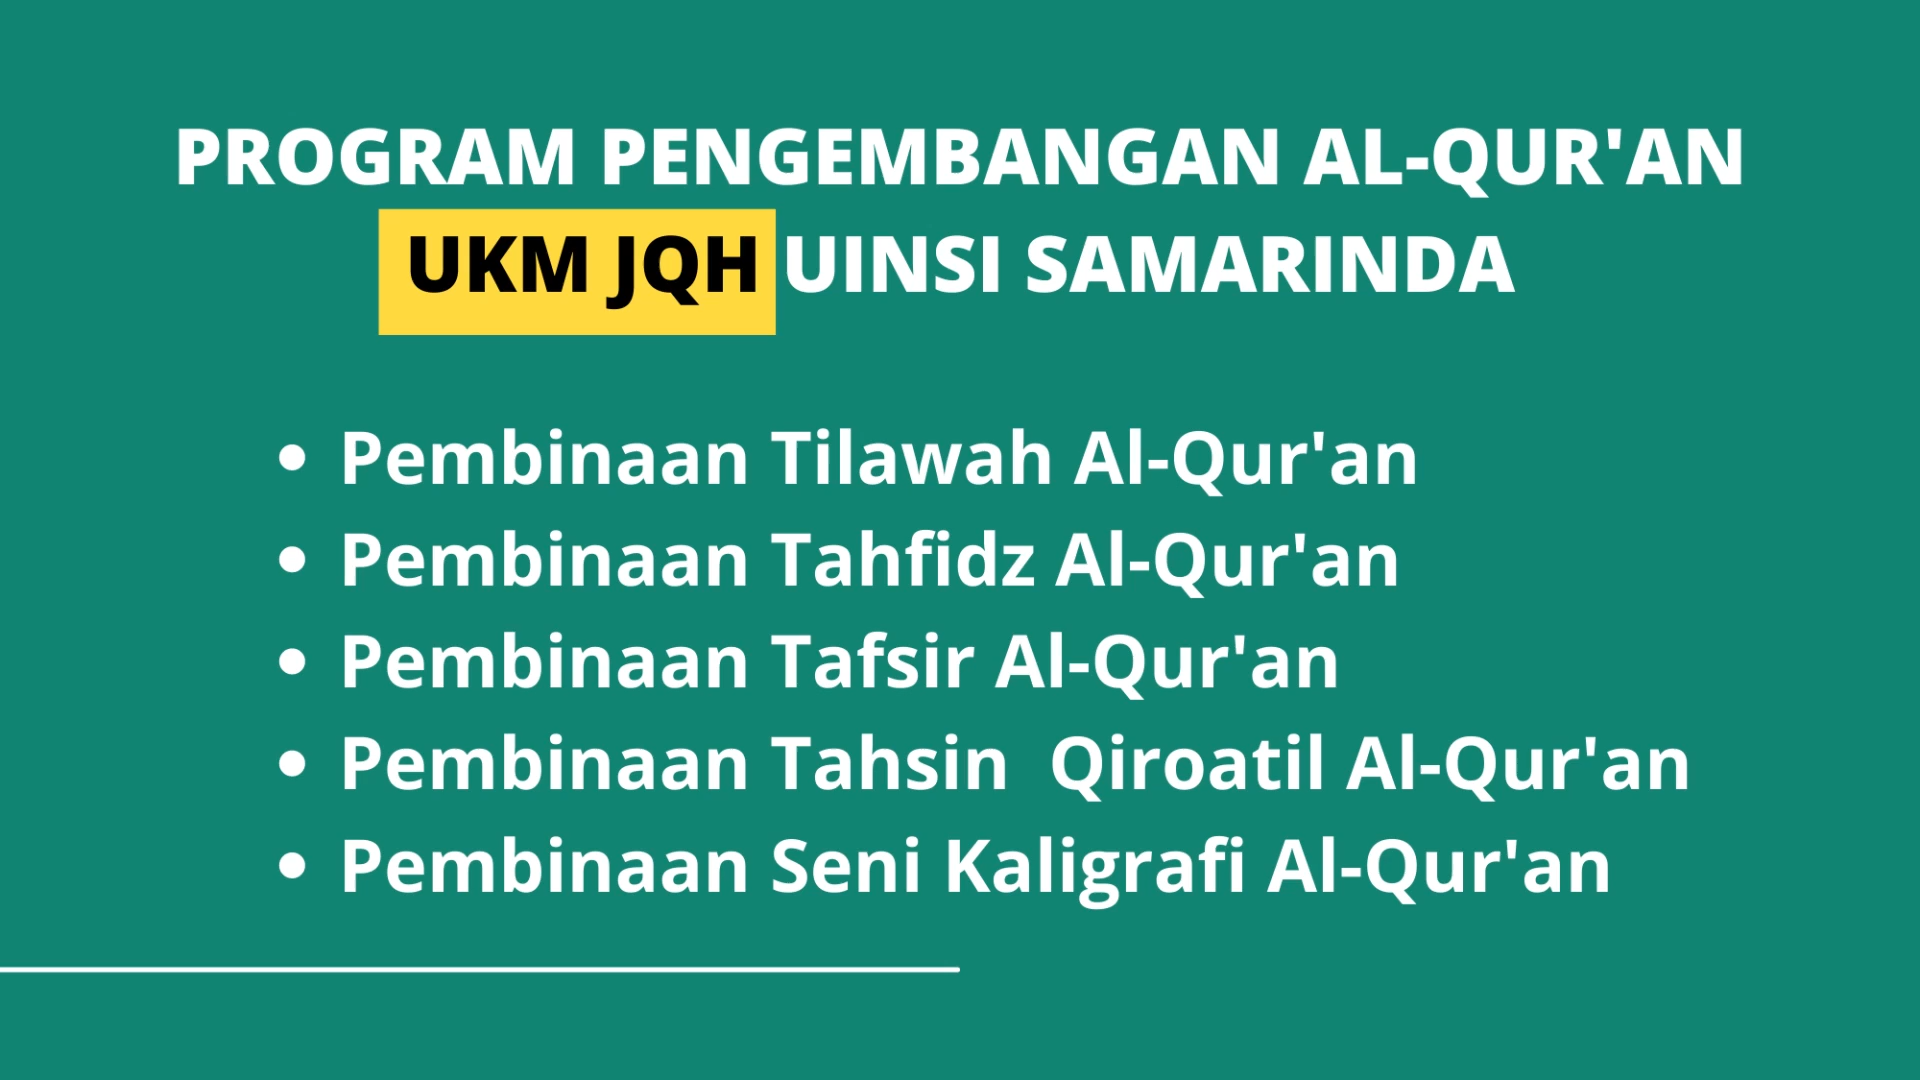 PROGRAM PENGEMBANGAN AL-QUR'AN
UKM JQH UINSI SAMARINDA
• Pembinaan Tilawah Al-Qur'an
• Pembinaan Tahfidz Al-Qur'an
• Pembinaan Tafsir Al-Qur'an
• Pembinaan Tahsin  Qiroatil Al-Qur'an
• Pembinaan Seni Kaligrafi Al-Qur'an